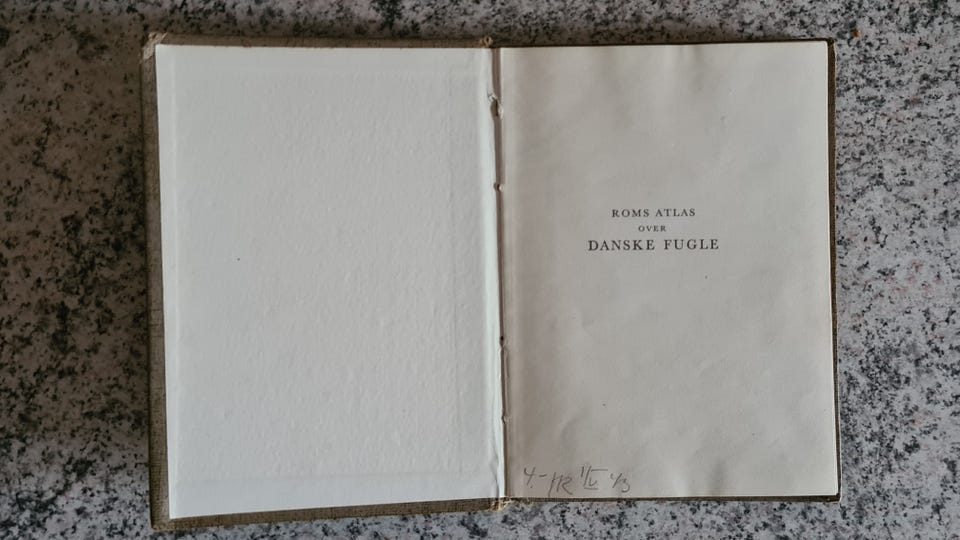 ROMS ATLAS
OVER
DANSKE FUGLE